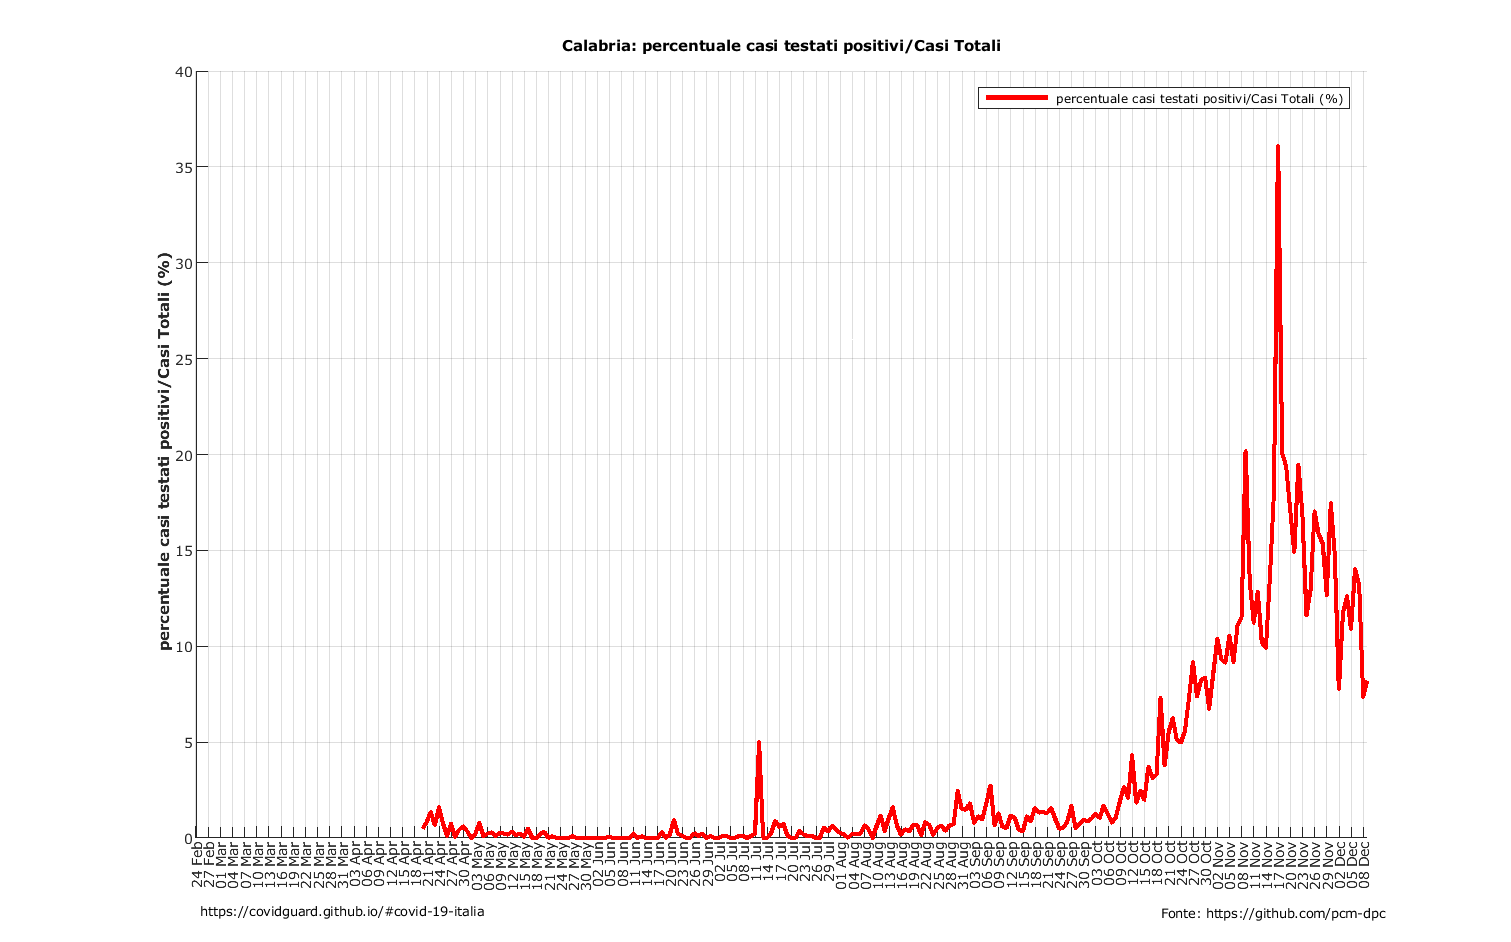 Calabria: percentuale casi testati positivi/Casi Totali
percentuale casi testati positivi/Casi Totali (%)
percentuale casi testati positivi/Casi Totali (%)
40
35
30
25
20
15
10
5
0
24 Feb
27 Feb
01 Mar
04 Mar
07 Mar
10 Mar
13 Mar
16 Mar
19 Mar
22 Mar
25 Mar
28 Mar
31 Mar
03 Apr
06 Apr
09 Apr
12 Apr
15 Apr
18 Apr
21 Apr
24 Apr
27 Apr
30 Apr
03 May
06 May
09 May
12 May
15 May
18 May
21 May
24 May
27 May
30 May
02 Jun
05 Jun
08 Jun
11 Jun
14 Jun
17 Jun
20 Jun
23 Jun
26 Jun
29 Jun
02 Jul
05 Jul
08 Jul
11 Jul
14 Jul
17 Jul
20 Jul
23 Jul
26 Jul
29 Jul
01 Aug
04 Aug
07 Aug
10 Aug
13 Aug
16 Aug
19 Aug
22 Aug
25 Aug
28 Aug
31 Aug
03 Sep
06 Sep
09 Sep
12 Sep
15 Sep
18 Sep
21 Sep
24 Sep
27 Sep
30 Sep
03 Oct
06 Oct
09 Oct
12 Oct
15 Oct
18 Oct
21 Oct
24 Oct
27 Oct
30 Oct
02 Nov
05 Nov
08 Nov
11 Nov
14 Nov
17 Nov
20 Nov
23 Nov
26 Nov
29 Nov
02 Dec
05 Dec
08 Dec
https://covidguard.github.io/#covid-19-italia
Fonte: https://github.com/pcm-dpc